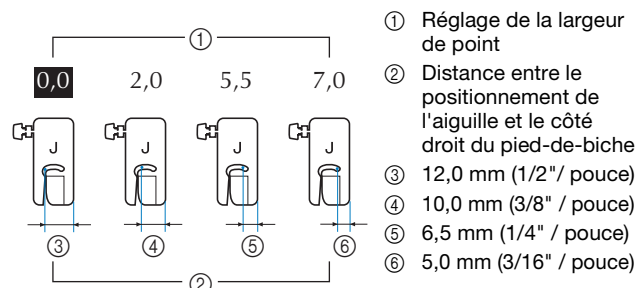 ①
0,0 2,0 5,5 7,0
J J J J
③ ④ ⑤ ⑥
②
① Réglage de la largeur
de point
② Distance entre le
positionnement de
l'aiguille et le côté
droit du pied-de-biche
③ 12,0 mm (1/2"/ pouce)
④ 10,0 mm (3/8" / pouce)
⑤ 6,5 mm (1/4" / pouce)
⑥ 5,0 mm (3/16" / pouce)